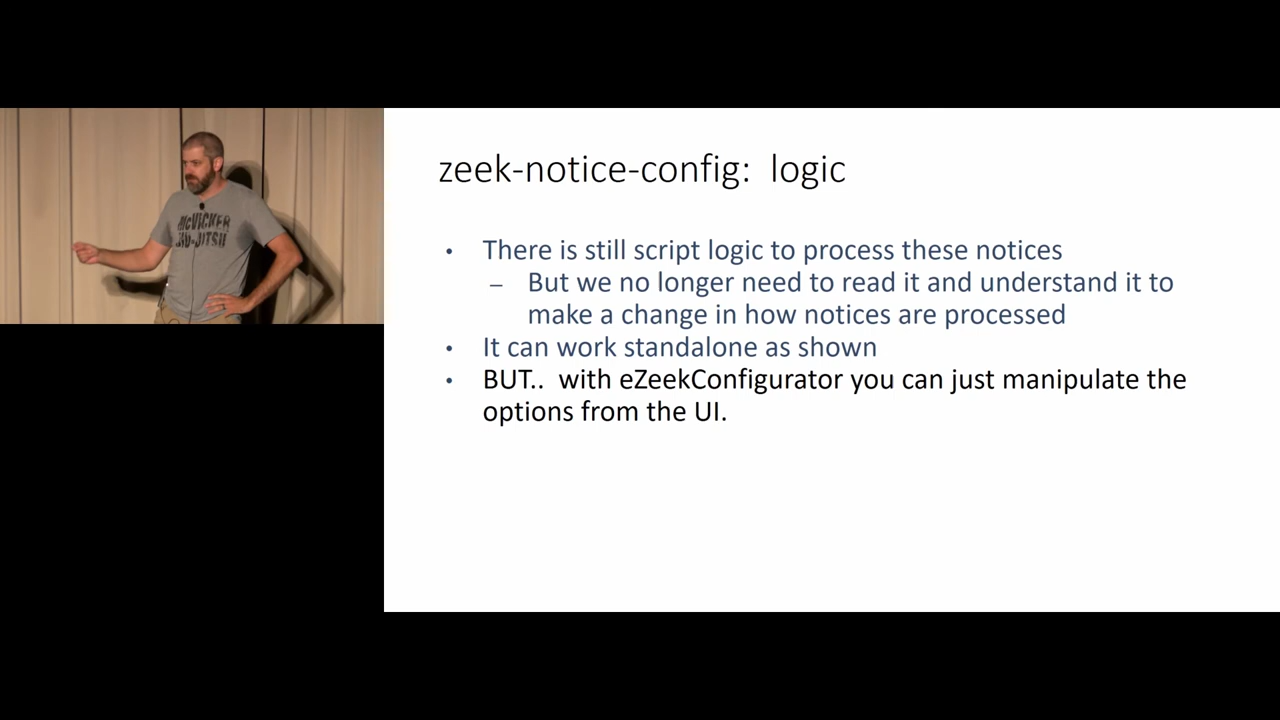 McVICKER
JIU-JITSU
zeek-notice-config: logic
• There is still script logic to process these notices
– But we no longer need to read it and understand it to
make a change in how notices are processed
• It can work standalone as shown
• BUT.. with eZeekConfigurator you can just manipulate the
options from the UI.